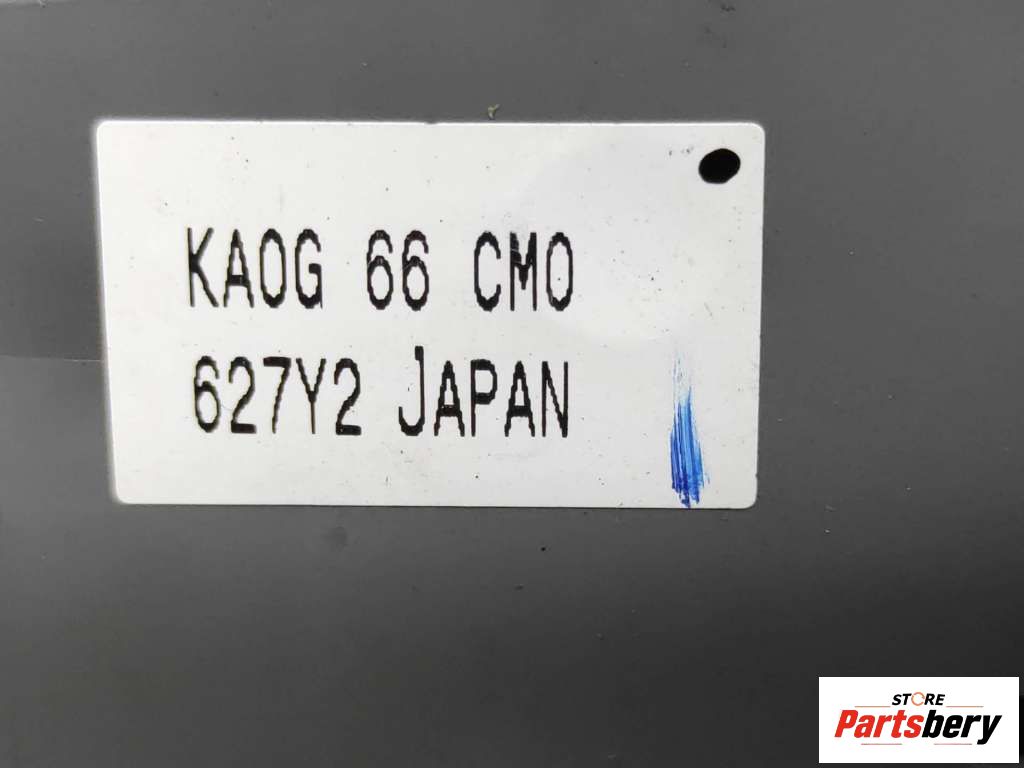 KA0G 66 CM0
627Y2 JAPAN
STORE
Partsbery